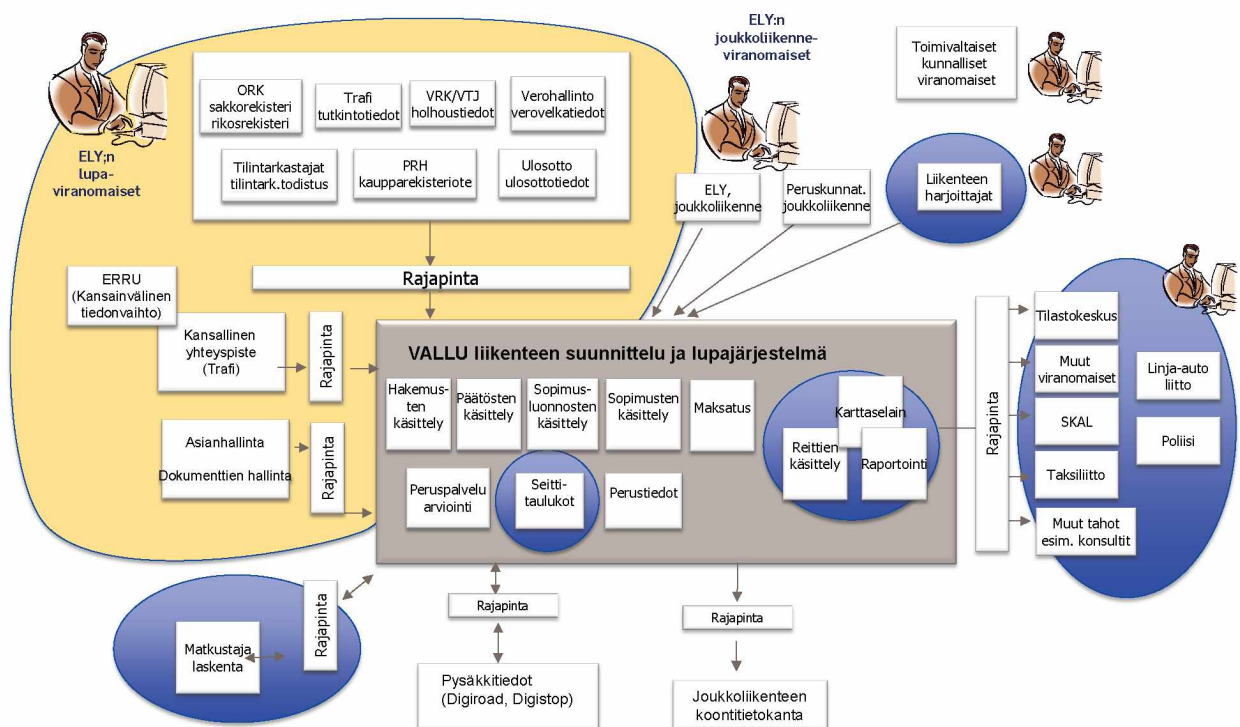 ELY:n
joukkoliikenne-
viranomaiset
Toimivaltaiset
kunnalliset
viranomaiset
ORK
sakkorekisteri
rikosrekisteri
Trafi
tutkintotiedot
VRK/VTJ
holhoustiedot
Verohallinto
verovelkatiedot
ELY;n
lupa-
viranomaiset
Tilintarkastajat
tilintark.todistus
PRH
kaupparekisteriote
Ulosotto
ulosottotiedot
ELY,
joukkoliikenne
Peruskunnat.
joukkoliikenne
Liikenteen
harjoittajat
Rajapinta
ERRU
(Kansainvälinen
tiedonvaihto)
Kansallinen
yhteyspiste
(Trafi)
Rajapinta
Asianhallinta
Dokumenttien hallinta
Rajapinta
VALLU liikenteen suunnittelu ja lupajärjestelmä
Hakemus-
ten
käsittely
Päätösten
käsittely
Sopimus-
luonnosten
käsittely
Sopimusten
käsittely
Maksatus
Karttaselain
Reittien
käsittely
Raportointi
Peruspalvelu
arviointi
Seitti-
taulukot
Perustiedot
Rajapinta
Tilastokeskus
Muut
viranomaiset
Linja-auto
liitto
SKAL
Poliisi
Taksiliitto
Muut tahot
esim. konsultit
Rajapinta
Matkustaja
laskenta
Rajapinta
Pysäkkitiedot
(Digiroad, Digistop)
Rajapinta
Joukkoliikenteen
koontitietokanta